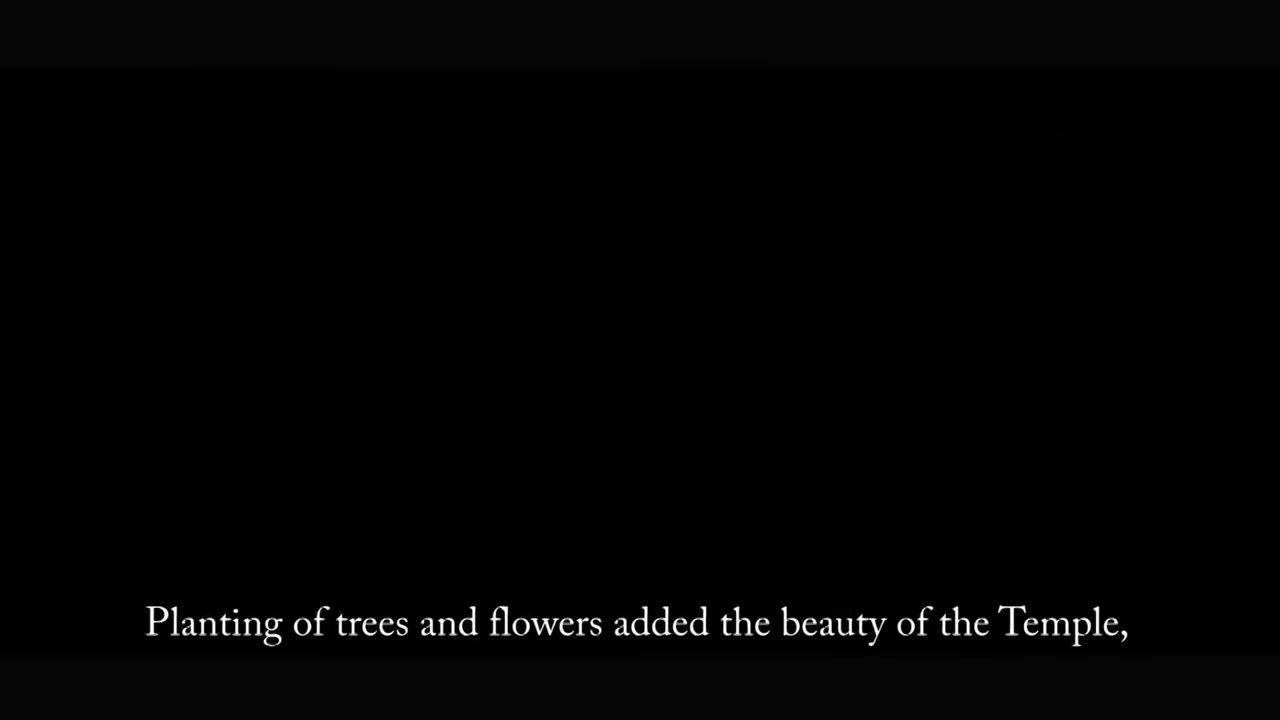 Planting of trees and flowers added the beauty of the Temple,